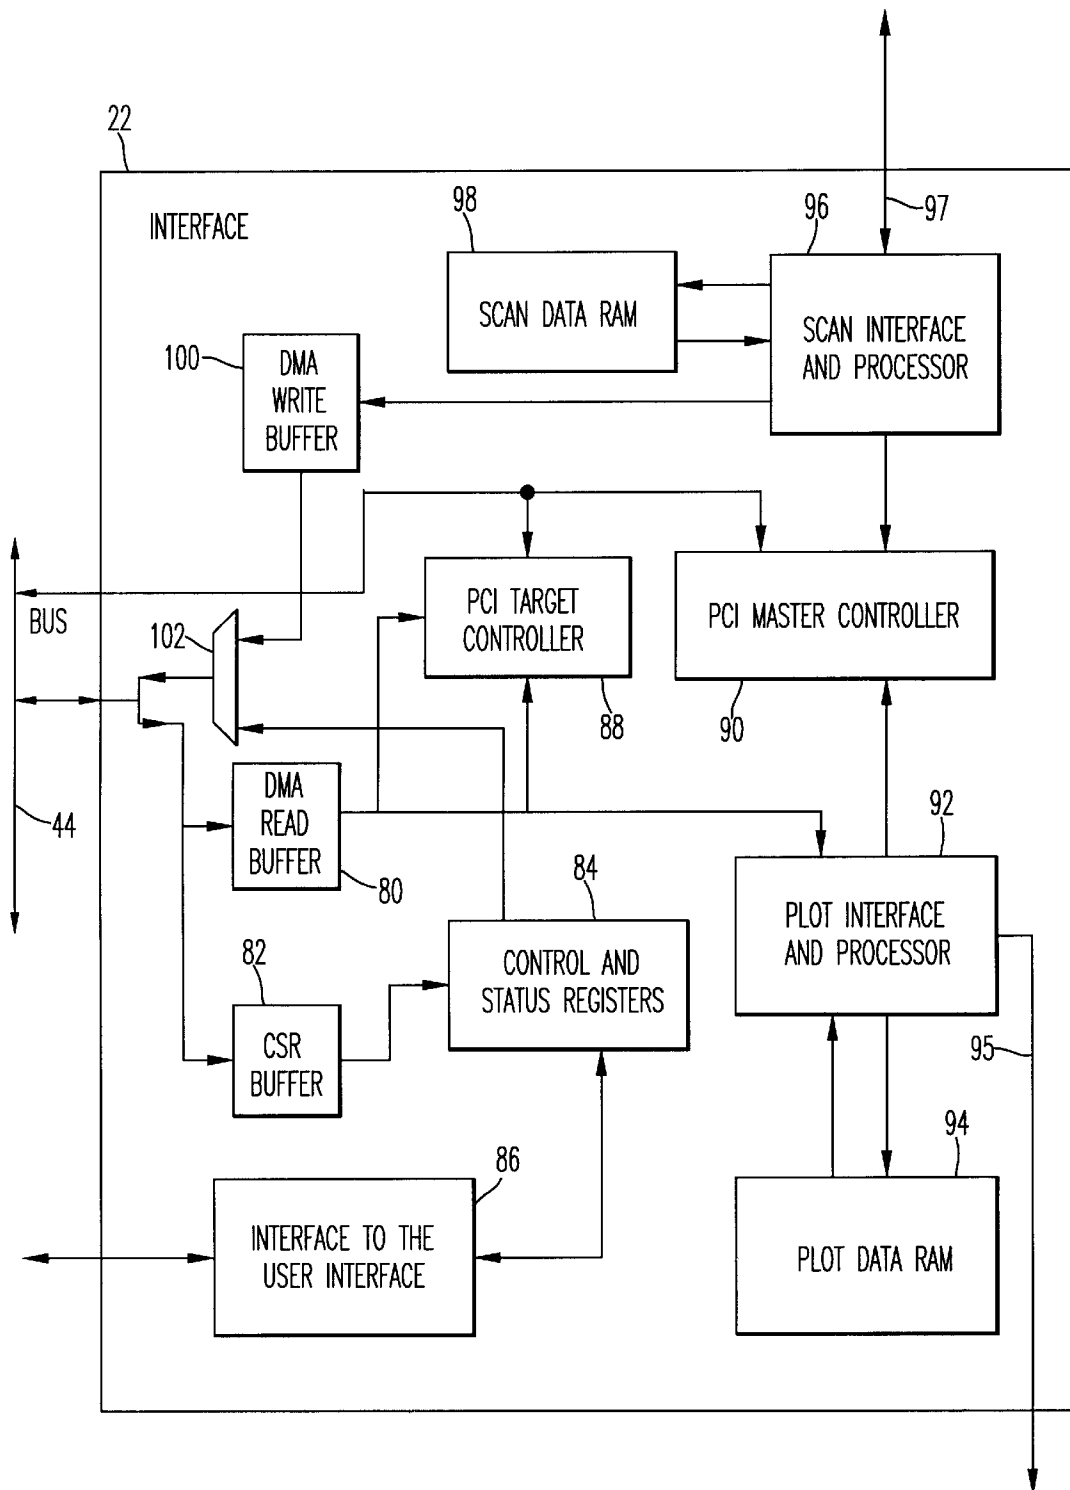 22
INTERFACE
98
96
97
SCAN DATA RAM
SCAN INTERFACE
AND PROCESSOR
100
DMA
WRITE
BUFFER
BUS
102
PCI TARGET
CONTROLLER
PCI MASTER CONTROLLER
88
90
44
DMA
READ
BUFFER
80
92
84
PLOT INTERFACE
AND PROCESSOR
82
CONTROL AND
STATUS REGISTERS
CSR
BUFFER
95
94
86
INTERFACE TO THE
USER INTERFACE
PLOT DATA RAM